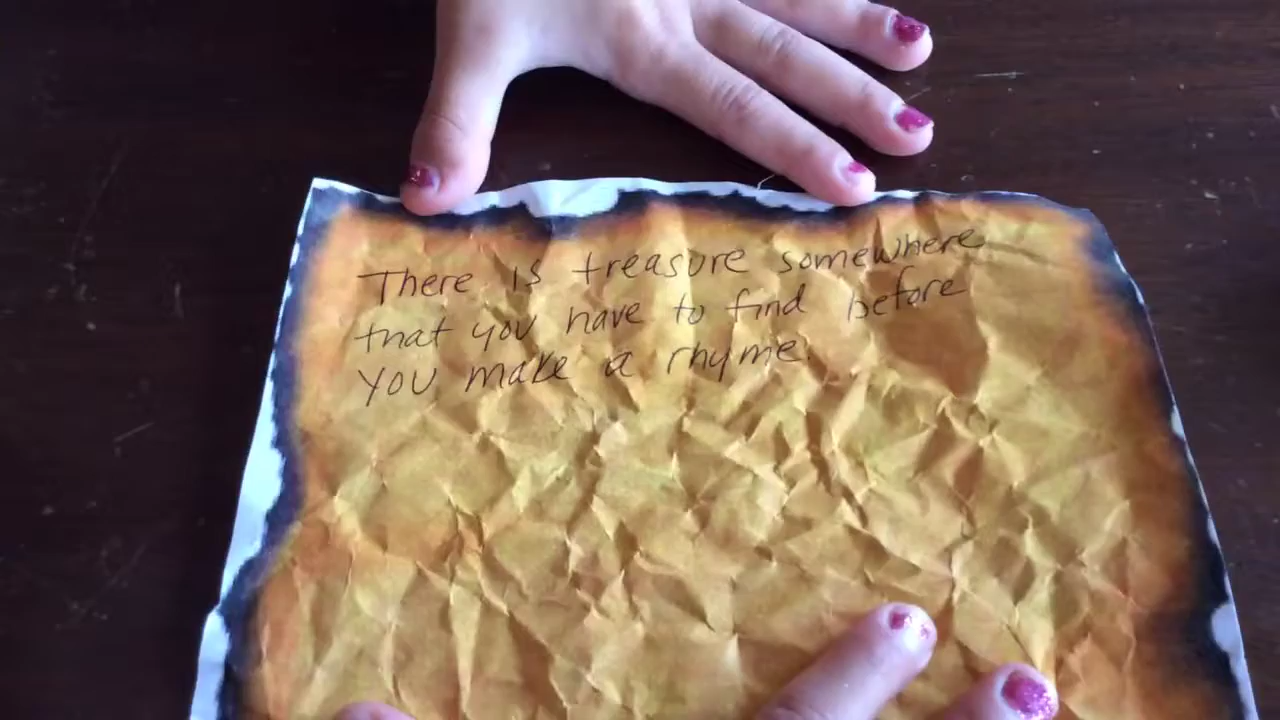 There is treasure somewhere
that you have to find before
you make a rhyme.